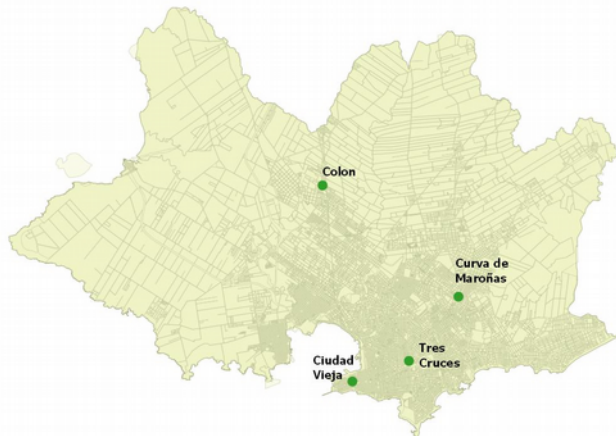 Colon
Curva de
Maroñas
Tres
Cruces
Ciudad
Vieja